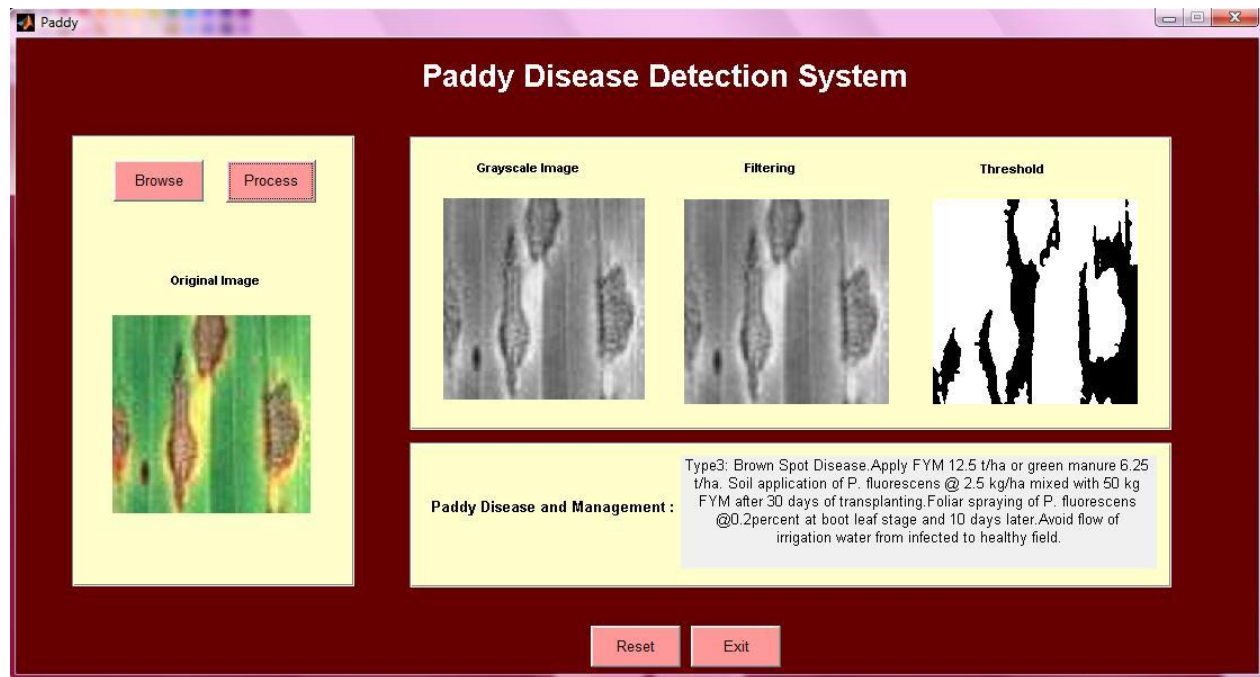 Paddy
Paddy Disease Detection System
Browse
Process
Original Image
Grayscale Image
Filtering
Threshold
Paddy Disease and Management :
Type3: Brown Spot Disease.Apply FYM 12.5 t/ha or green manure 6.25
t/ha. Soil application of P. fluorescens @ 2.5 kg/ha mixed with 50 kg
FYM after 30 days of transplanting.Foliar spraying of P. fluorescens
@0.2percent at boot leaf stage and 10 days later.Avoid flow of
irrigation water from infected to healthy field.
Reset
Exit